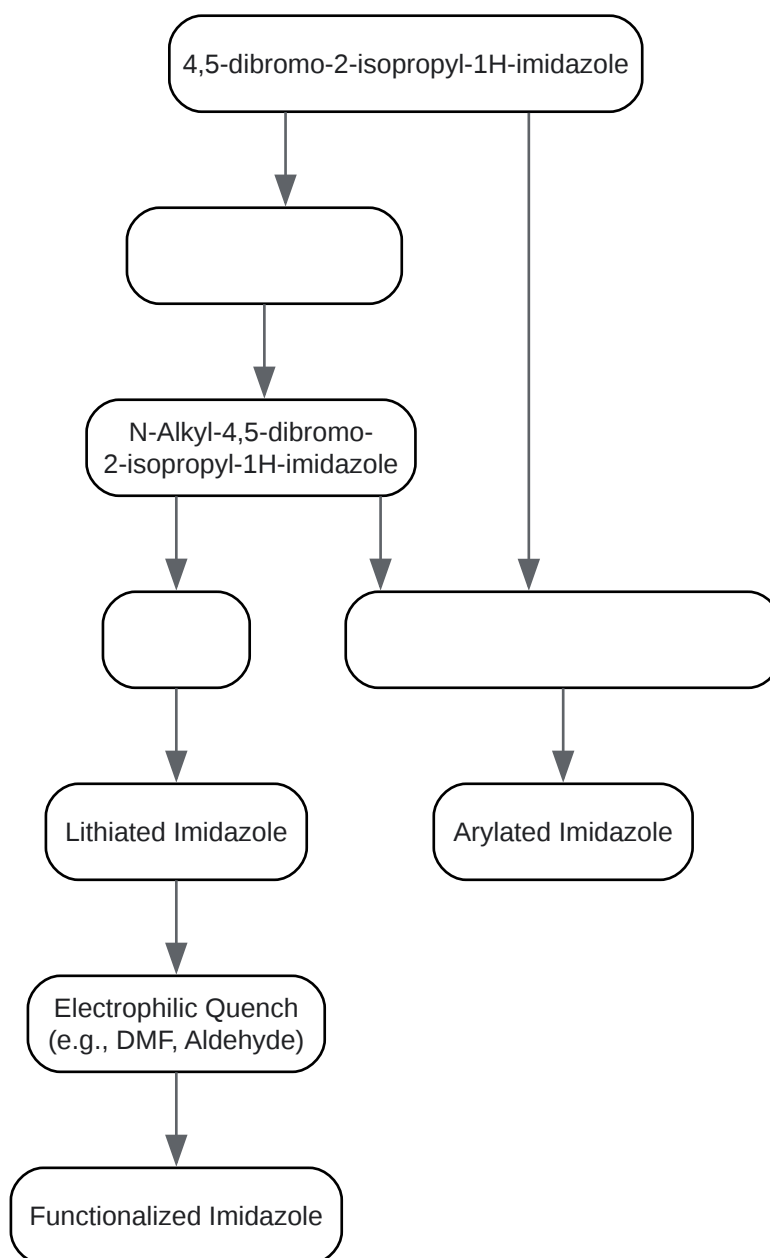 4,5-dibromo-2-isopropyl-1H-imidazole
N-Alkyl-4,5-dibromo-
2-isopropyl-1H-imidazole
Lithiated Imidazole
Arylated Imidazole
Electrophilic Quench
(e.g., DMF, Aldehyde)
Functionalized Imidazole